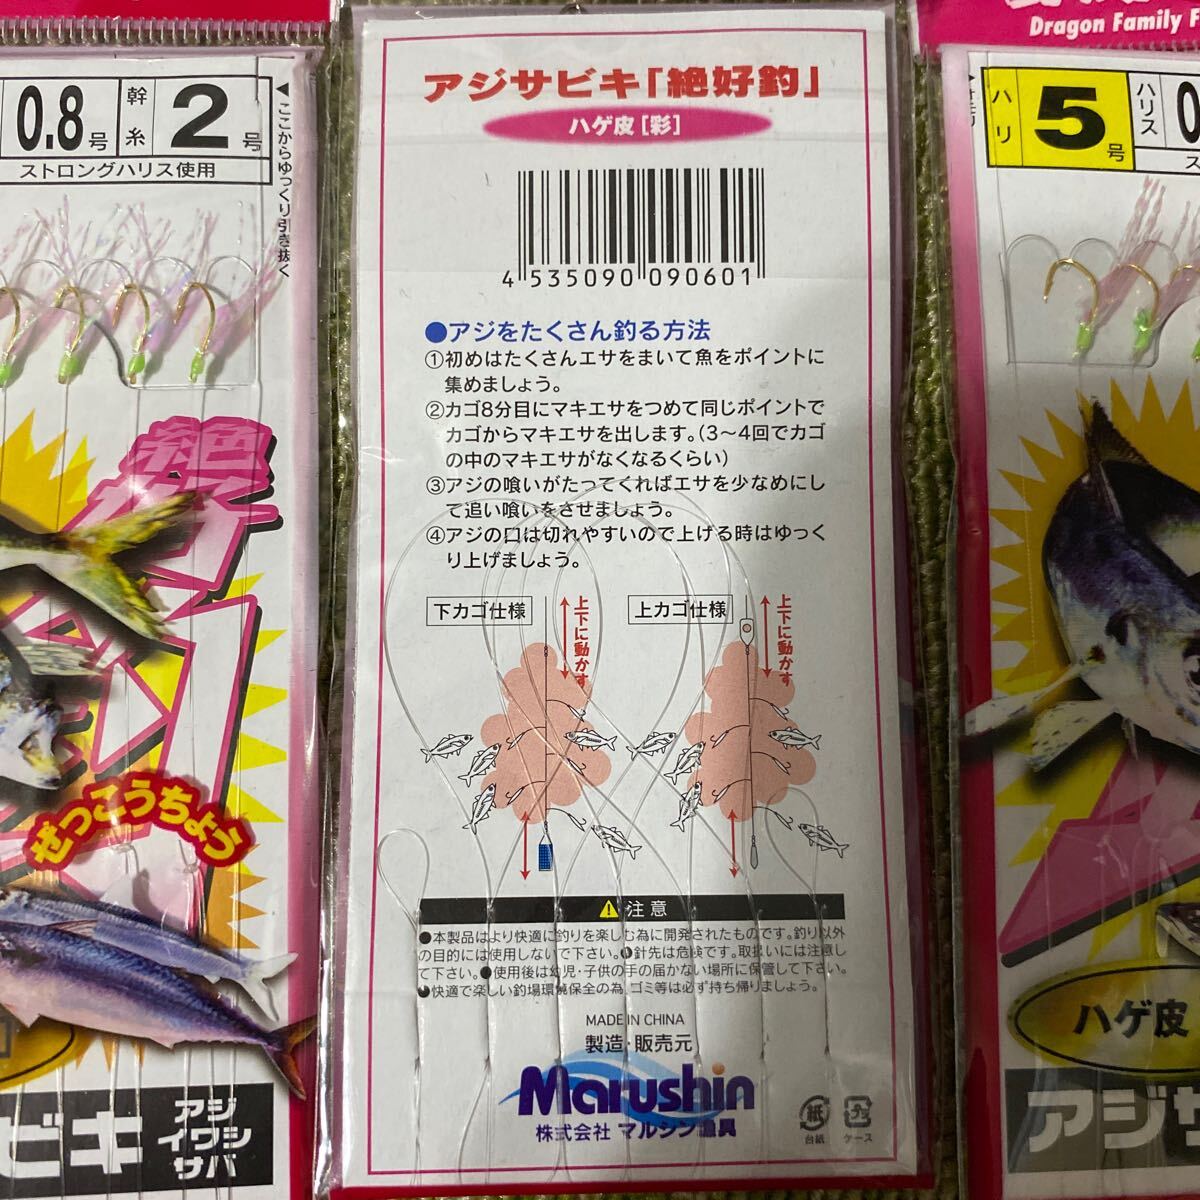 0.8号
幹糸
2号
ストロングハリス使用
◀ここからゆっくり引き抜く
絶
ぜっこうちょう
ビキ
アジ
イワシ
サバ
アジサビキ「絶好釣」
ハゲ皮[彩]
4 535090 090601
●アジをたくさん釣る方法
①初めはたくさんエサをまいて魚をポイントに
集めましょう。
②カゴ8分目にマキエサをつめて同じポイントで
カゴからマキエサを出します。(3〜4回でカゴ
の中のマキエサがなくなるくらい)
③アジの喰いがたってくればエサを少なめにし
て追い喰いをさせましょう。
④アジの口は切れやすいので上げる時はゆっく
り上げましょう。
下カゴ仕様
上下に動かす
上カゴ仕様
上下に動かす
注意
●本製品はより快適に釣りを楽しむ為に開発されたものです。釣り以外
の目的には使用しないで下さい。●針先は危険です。取扱いには注意し
て下さい。●使用後は幼児・子供の手の届かない場所に保管して下さい。
●快適で楽しい釣場環境保全の為、ゴミ等は必ず持ち帰りましょう。
MADE IN CHINA
製造・販売元
Marushin
株式会社 マルシン漁具
紙
台紙
プラ
ケース
Dragon Family F
ハリ
5号
ハリス
0
ハゲ皮
アジサ